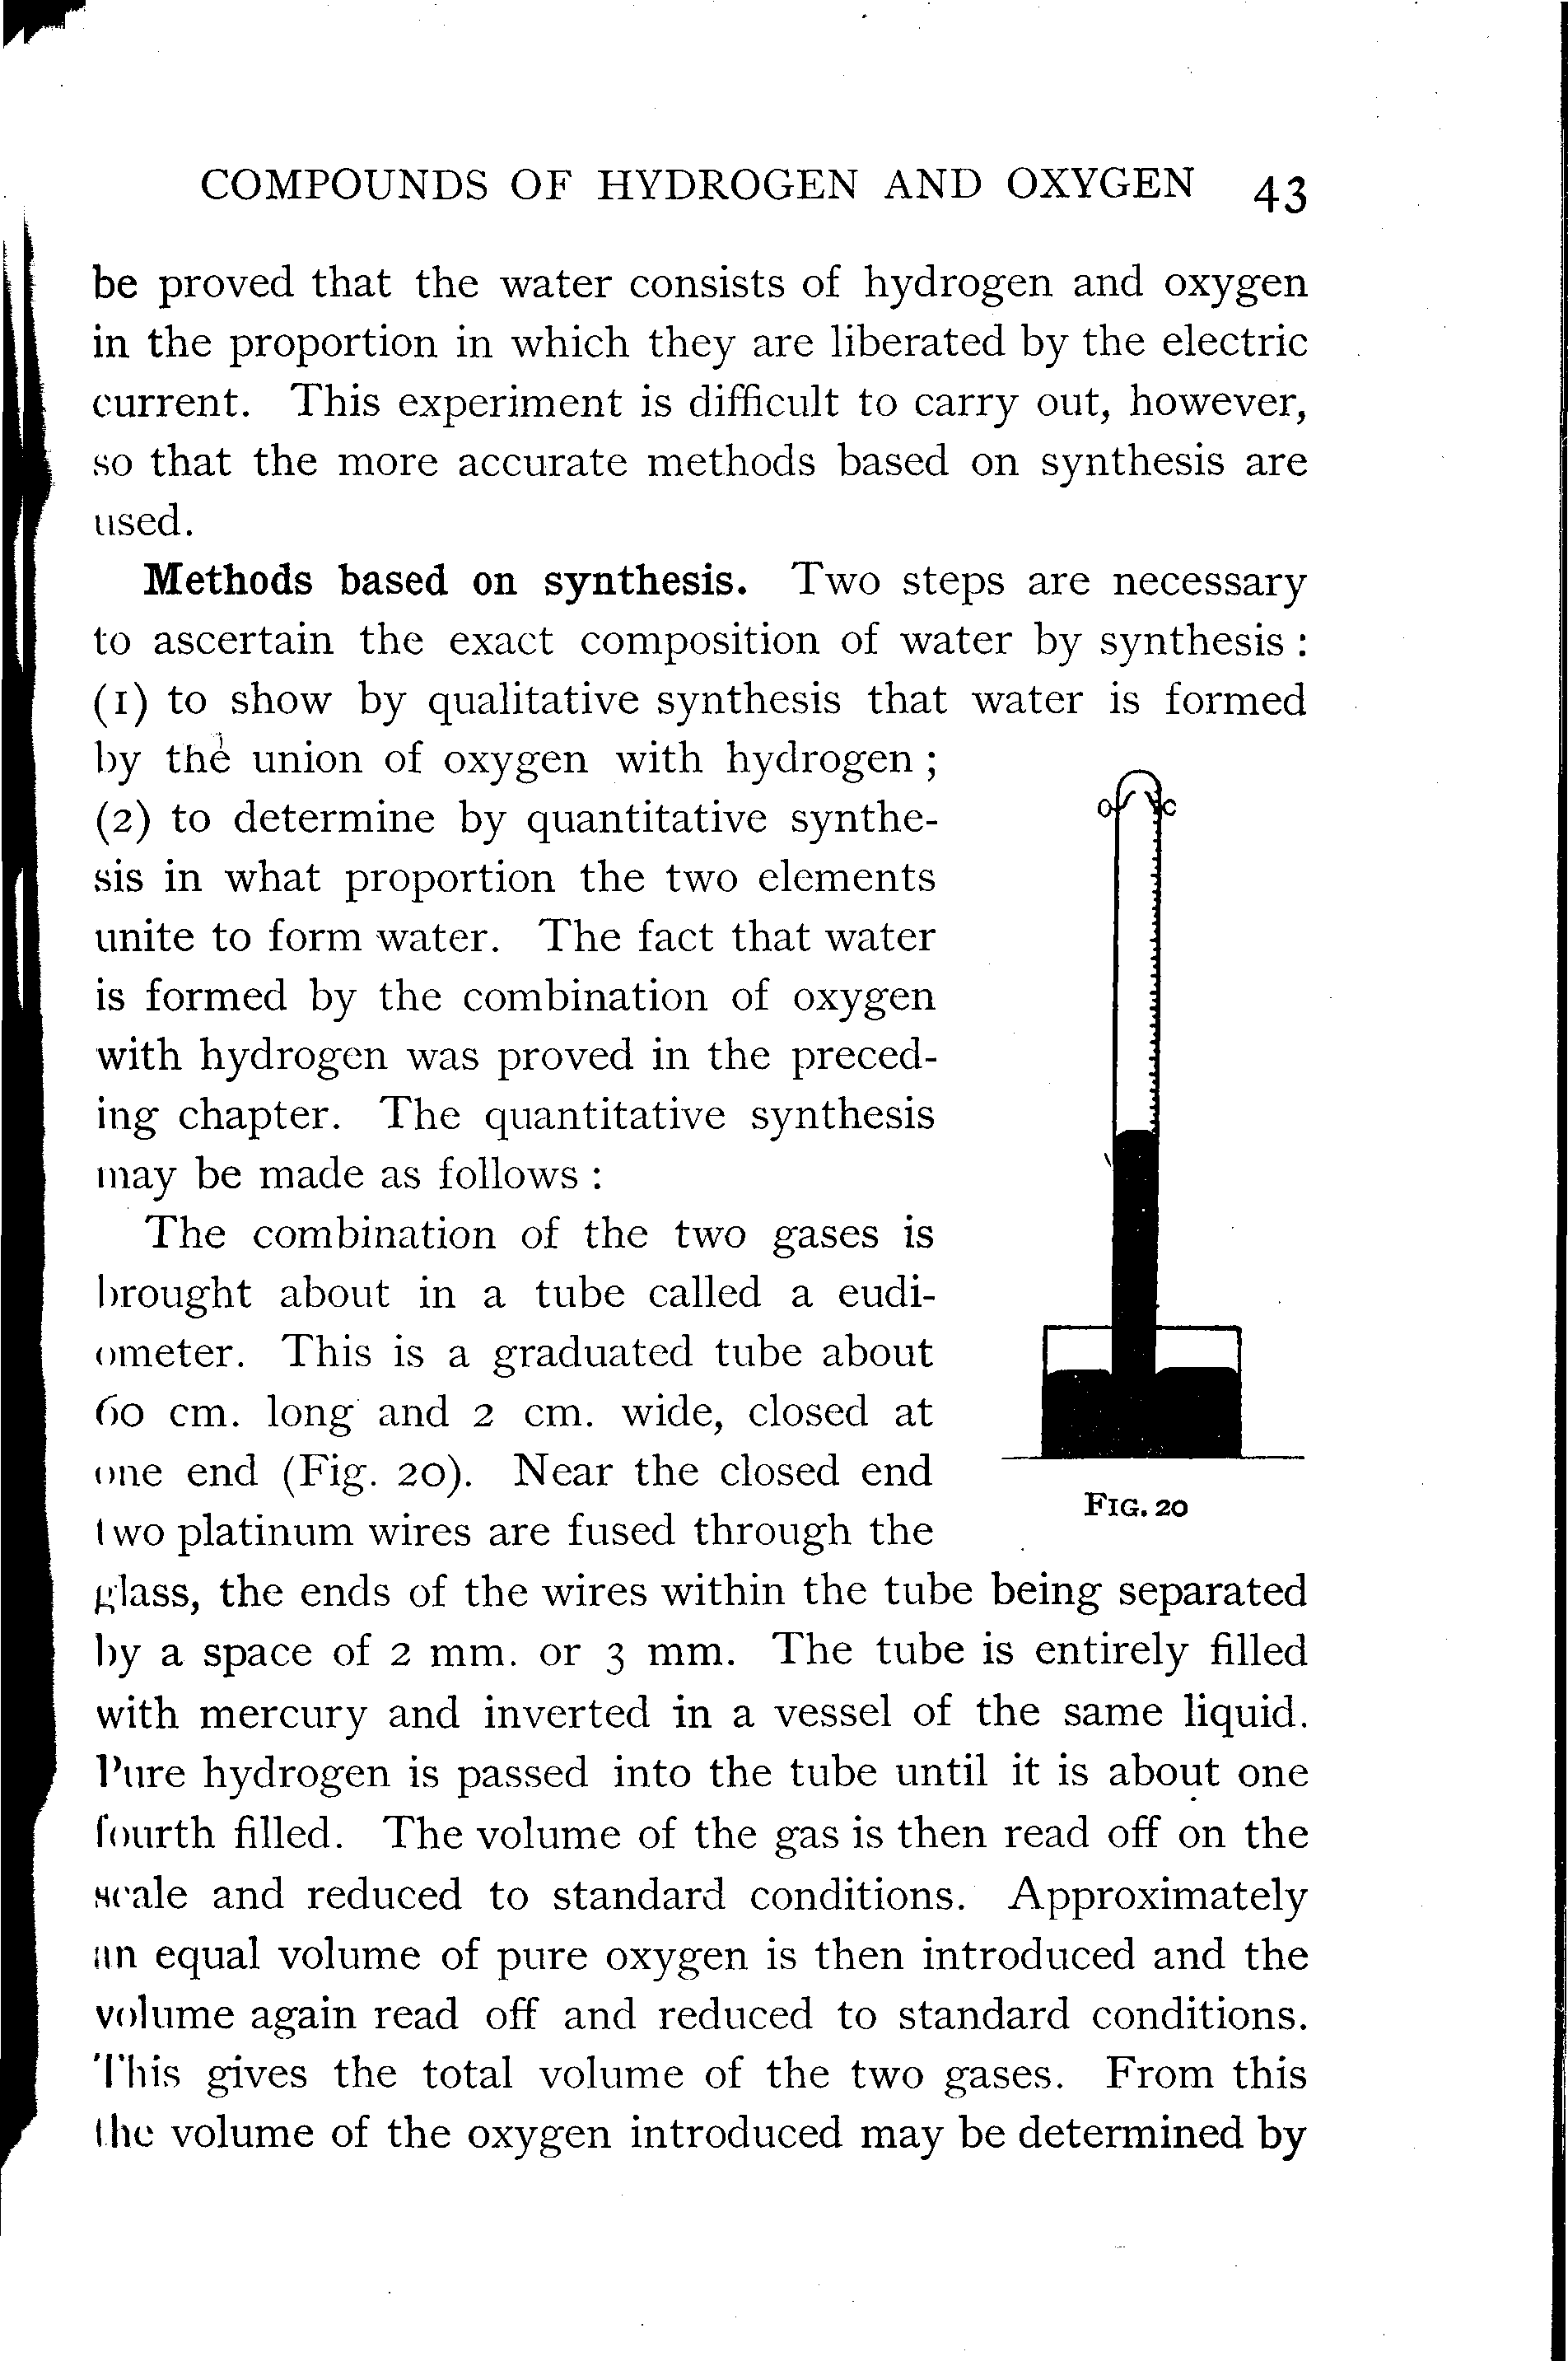 COMPOUNDS OF HYDROGEN AND OXYGEN 43
be proved that the water consists of hydrogen and oxygen
in the proportion in which they are liberated by the electric
current. This experiment is difficult to carry out, however,
so that the more accurate methods based on synthesis are
used.
Methods based on synthesis. Two steps are necessary
to ascertain the exact composition of water by synthesis :
(1) to show by qualitative synthesis that water is formed
by the union of oxygen with hydrogen ;
(2) to determine by quantitative synthe-
sis in what proportion the two elements
unite to form water. The fact that water
is formed by the combination of oxygen
with hydrogen was proved in the preced-
ing chapter. The quantitative synthesis
may be made as follows :
The combination of the two gases is
brought about in a tube called a eudi-
ometer. This is a graduated tube about
60 cm. long and 2 cm. wide, closed at
one end (Fig. 20). Near the closed end
two platinum wires are fused through the
FIG. 20
glass, the ends of the wires within the tube being separated
by a space of 2 mm. or 3 mm. The tube is entirely filled
with mercury and inverted in a vessel of the same liquid.
Pure hydrogen is passed into the tube until it is about one
fourth filled. The volume of the gas is then read off on the
scale and reduced to standard conditions. Approximately
an equal volume of pure oxygen is then introduced and the
volume again read off and reduced to standard conditions.
This gives the total volume of the two gases. From this
the volume of the oxygen introduced may be determined by